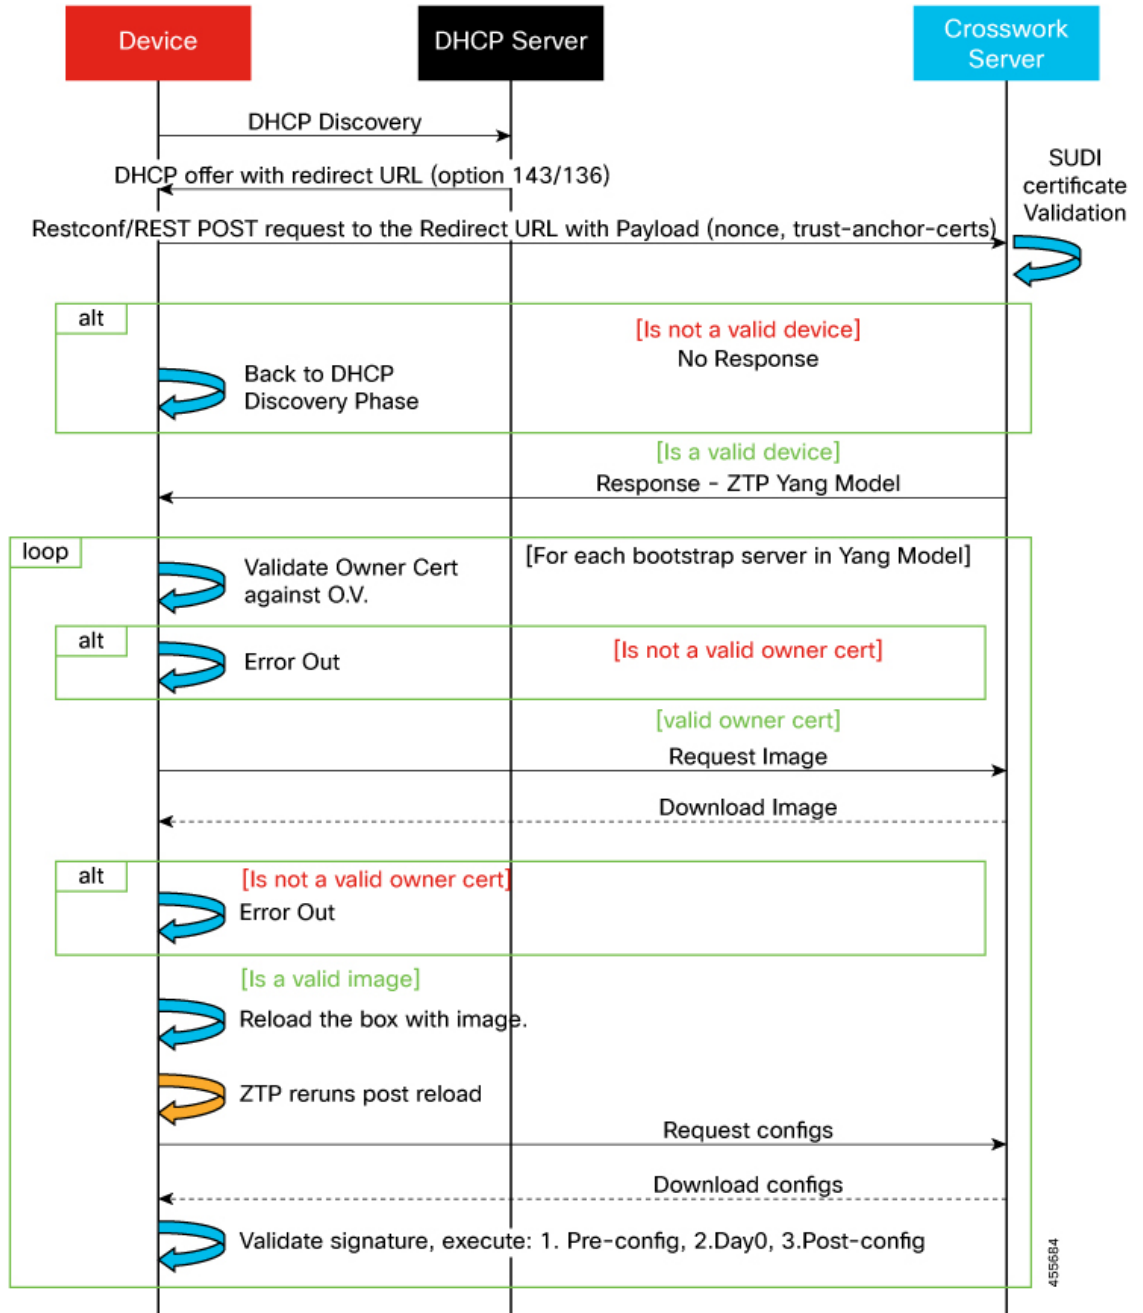 Device
DHCP Server
Crosswork
Server
DHCP Discovery
DHCP offer with redirect URL (option 143/136)
SUDI
certificate
Validation
Restconf/REST POST request to the Redirect URL with Payload (nonce, trust-anchor-certs)
alt
[Is not a valid device]
No Response
Back to DHCP
Discovery Phase
[Is a valid device]
Response - ZTP Yang Model
loop
[For each bootstrap server in Yang Model]
Validate Owner Cert
against O.V.
alt
[Is not a valid owner cert]
Error Out
[valid owner cert]
Request Image
Download Image
alt
[Is not a valid owner cert]
Error Out
[Is a valid image]
Reload the box with image.
ZTP reruns post reload
Request configs
Download configs
Validate signature, execute: 1. Pre-config, 2.Day0, 3.Post-config
455684